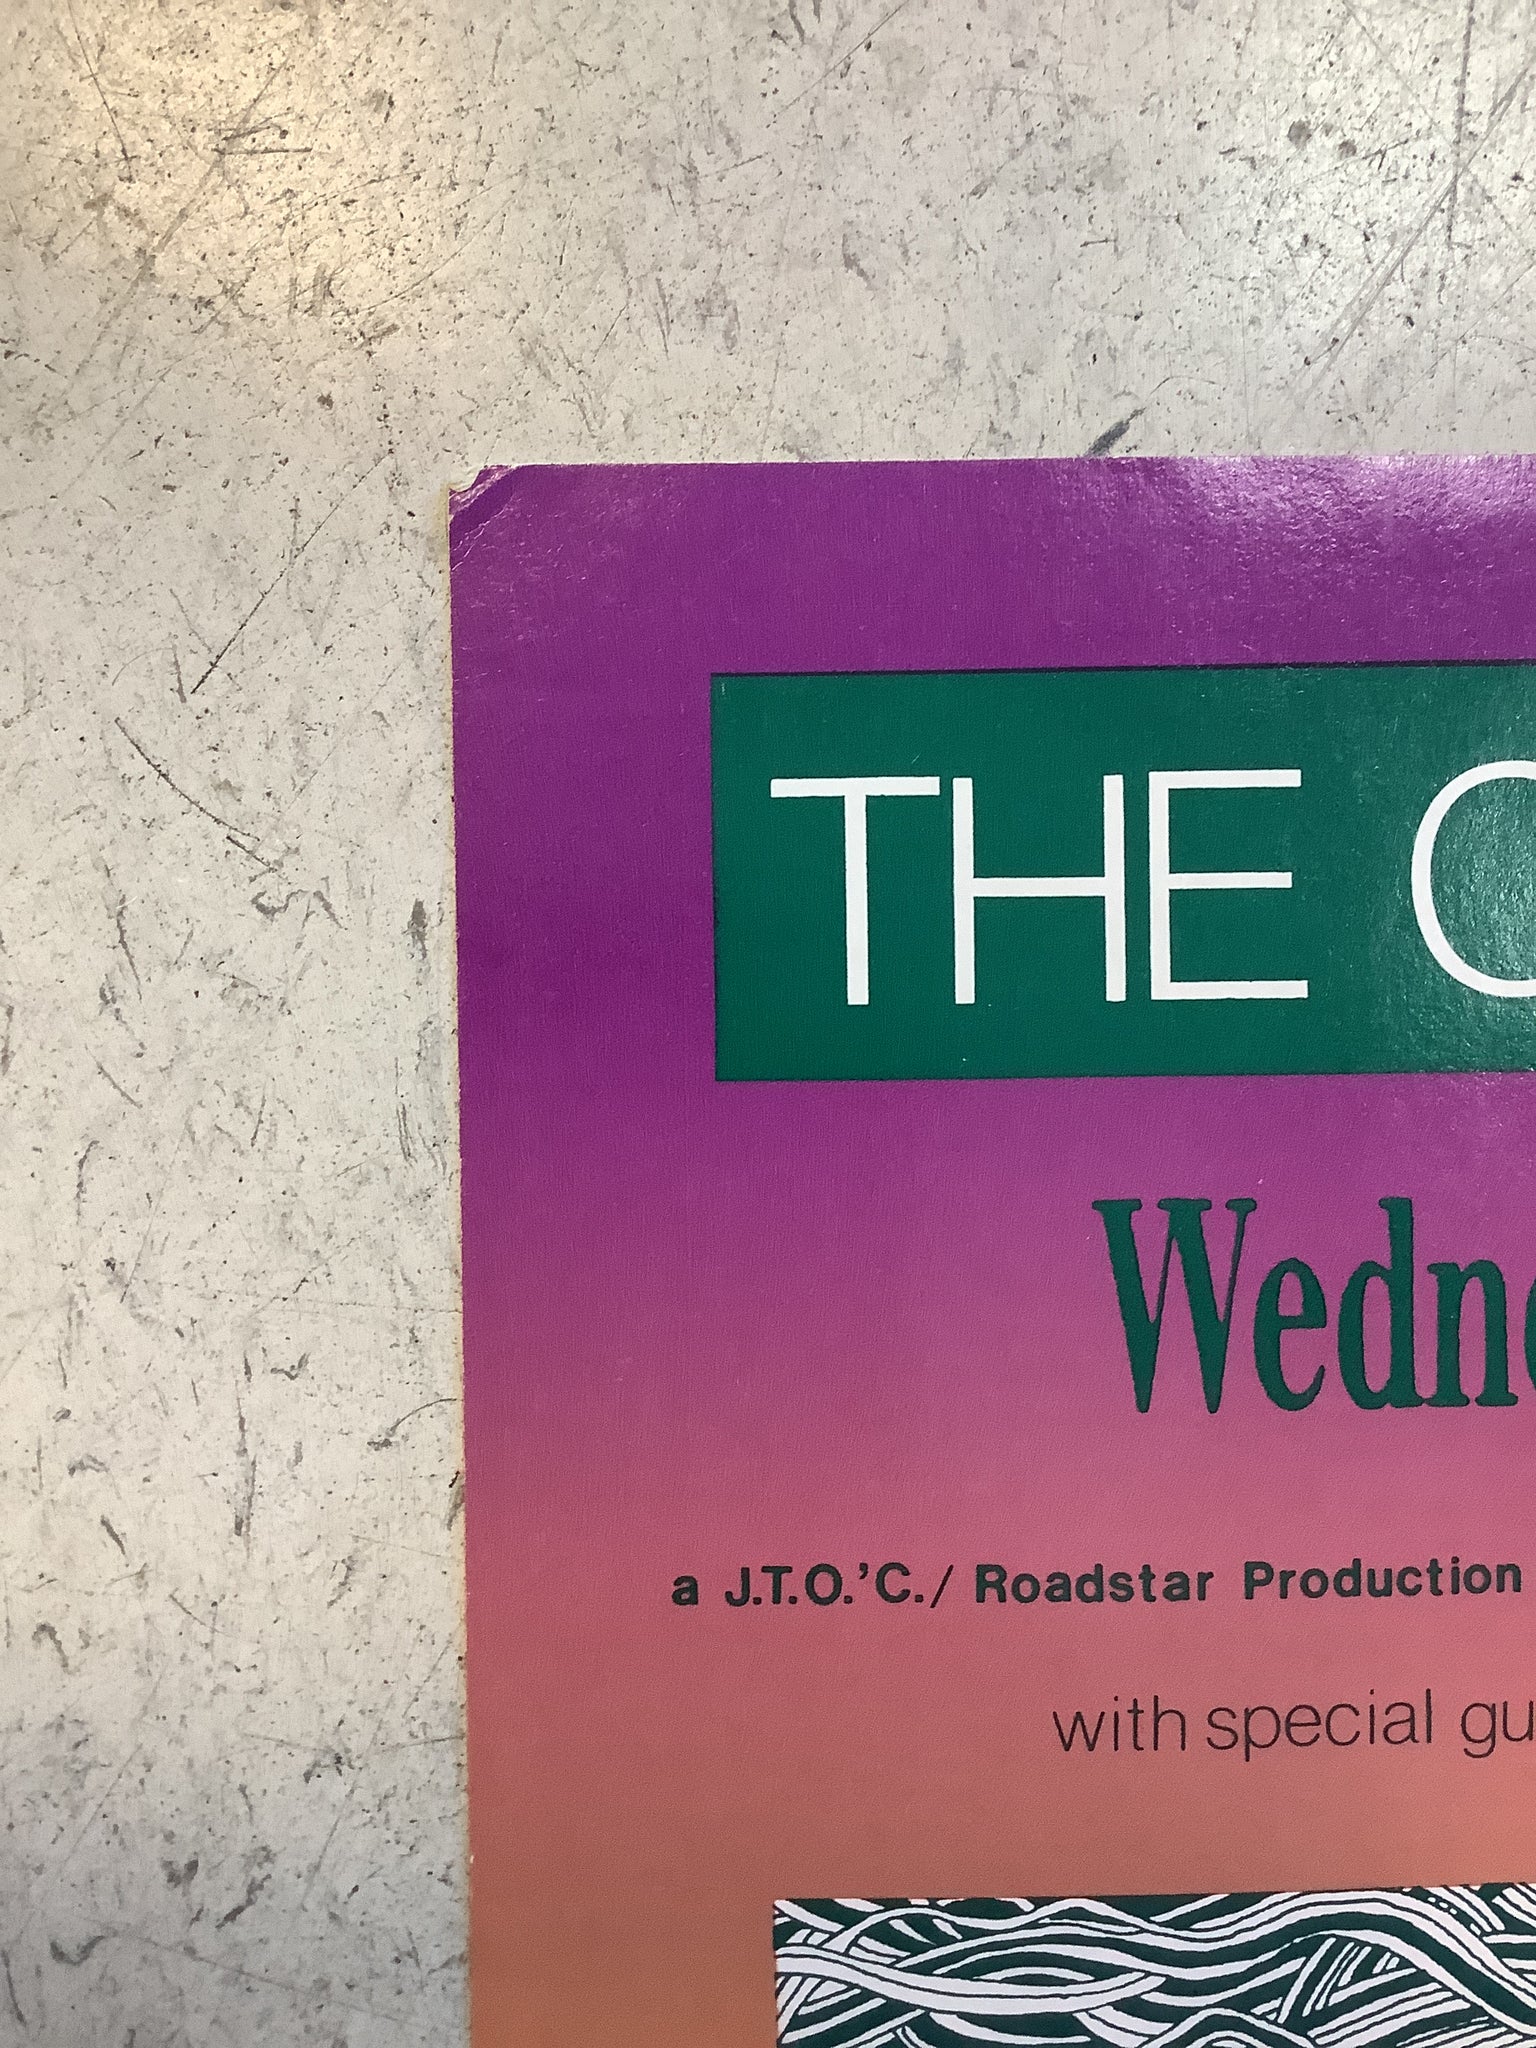 THE
Wedne
a J.T.O.'C./ Roadstar Production
with special gu